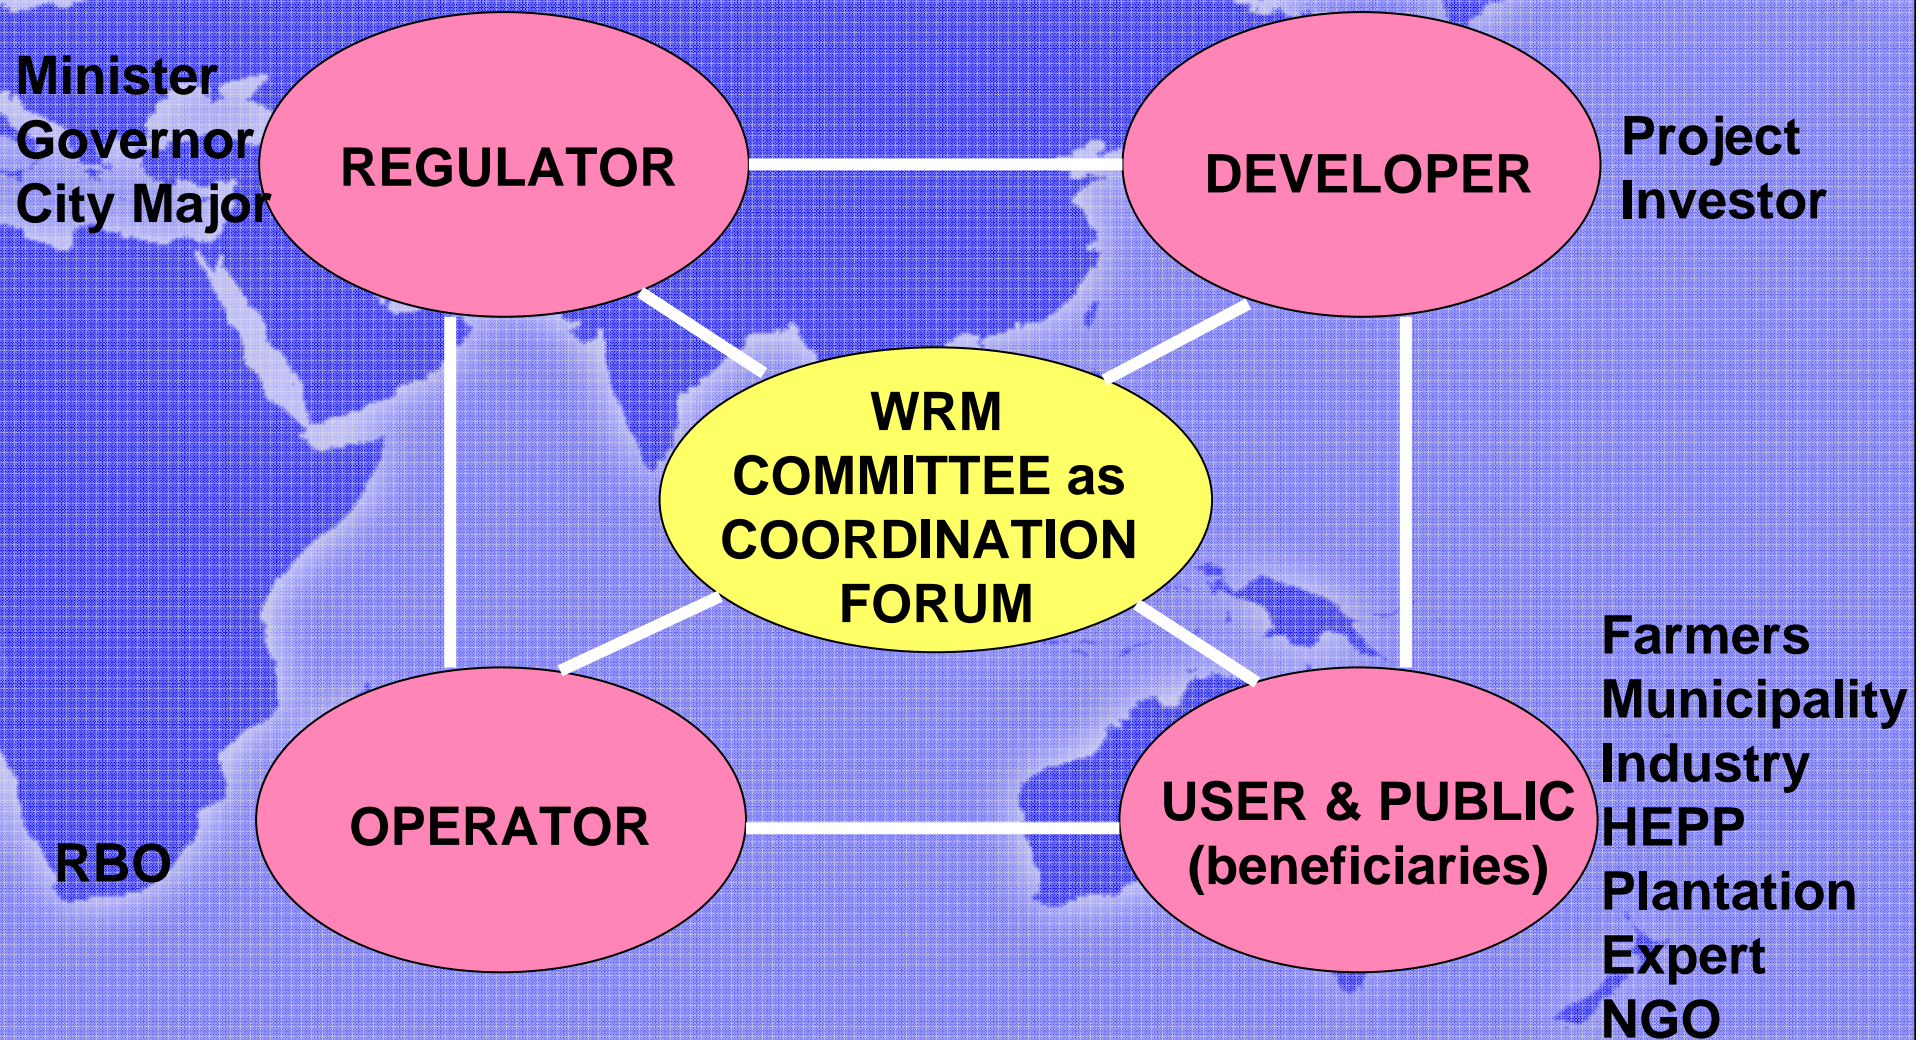 Minister
Governor
City Major
REGULATOR
DEVELOPER
Project
Investor
WRM
COMMITTEE as
COORDINATION
FORUM
RBO
OPERATOR
USER & PUBLIC
(beneficiaries)
Farmers
Municipality
Industry
HEPP
Plantation
Expert
NGO